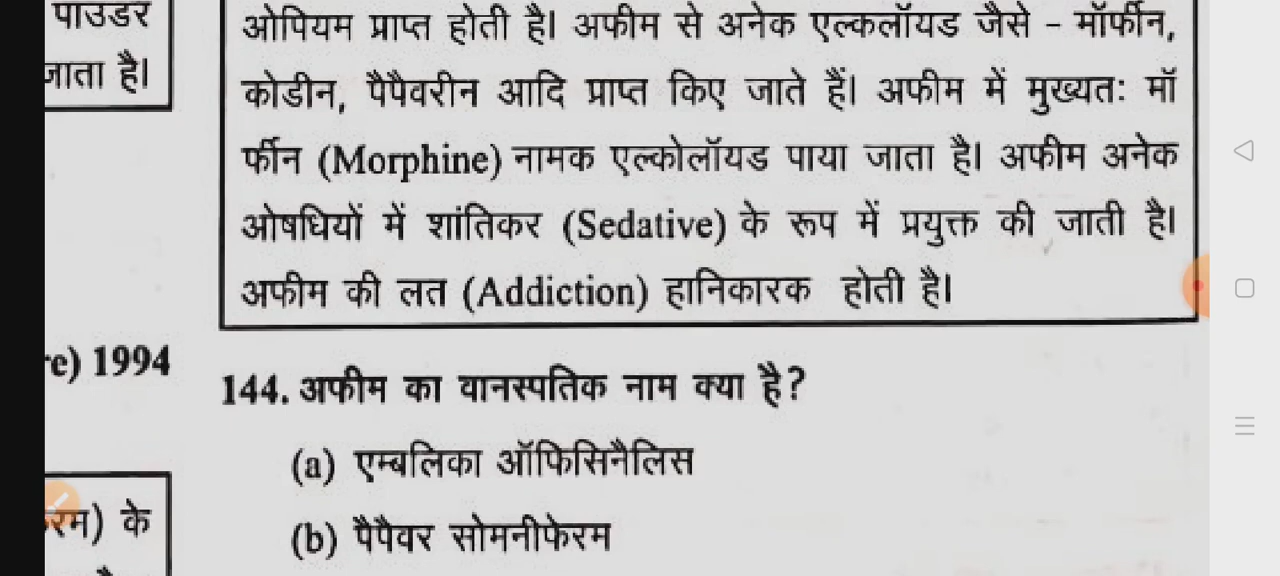 पाउडर
जाता है।
ओपियम प्राप्त होती है। अफीम से अनेक एल्कलॉयड जैसे – मॉर्फीन,
कोडीन, पैपैवरीन आदि प्राप्त किए जाते हैं। अफीम में मुख्यतः मॉ
र्फीन (Morphine) नामक एल्कोलॉयड पाया जाता है। अफीम अनेक
ओषधियों में शांतिकर (Sedative) के रूप में प्रयुक्त की जाती है।
अफीम की लत (Addiction) हानिकारक होती है।
1994
144. अफीम का वानस्पतिक नाम क्या है?
(a) एम्बलिका ऑफिसिनैलिस
(b) पैपैवर सोमनीफेरम
के